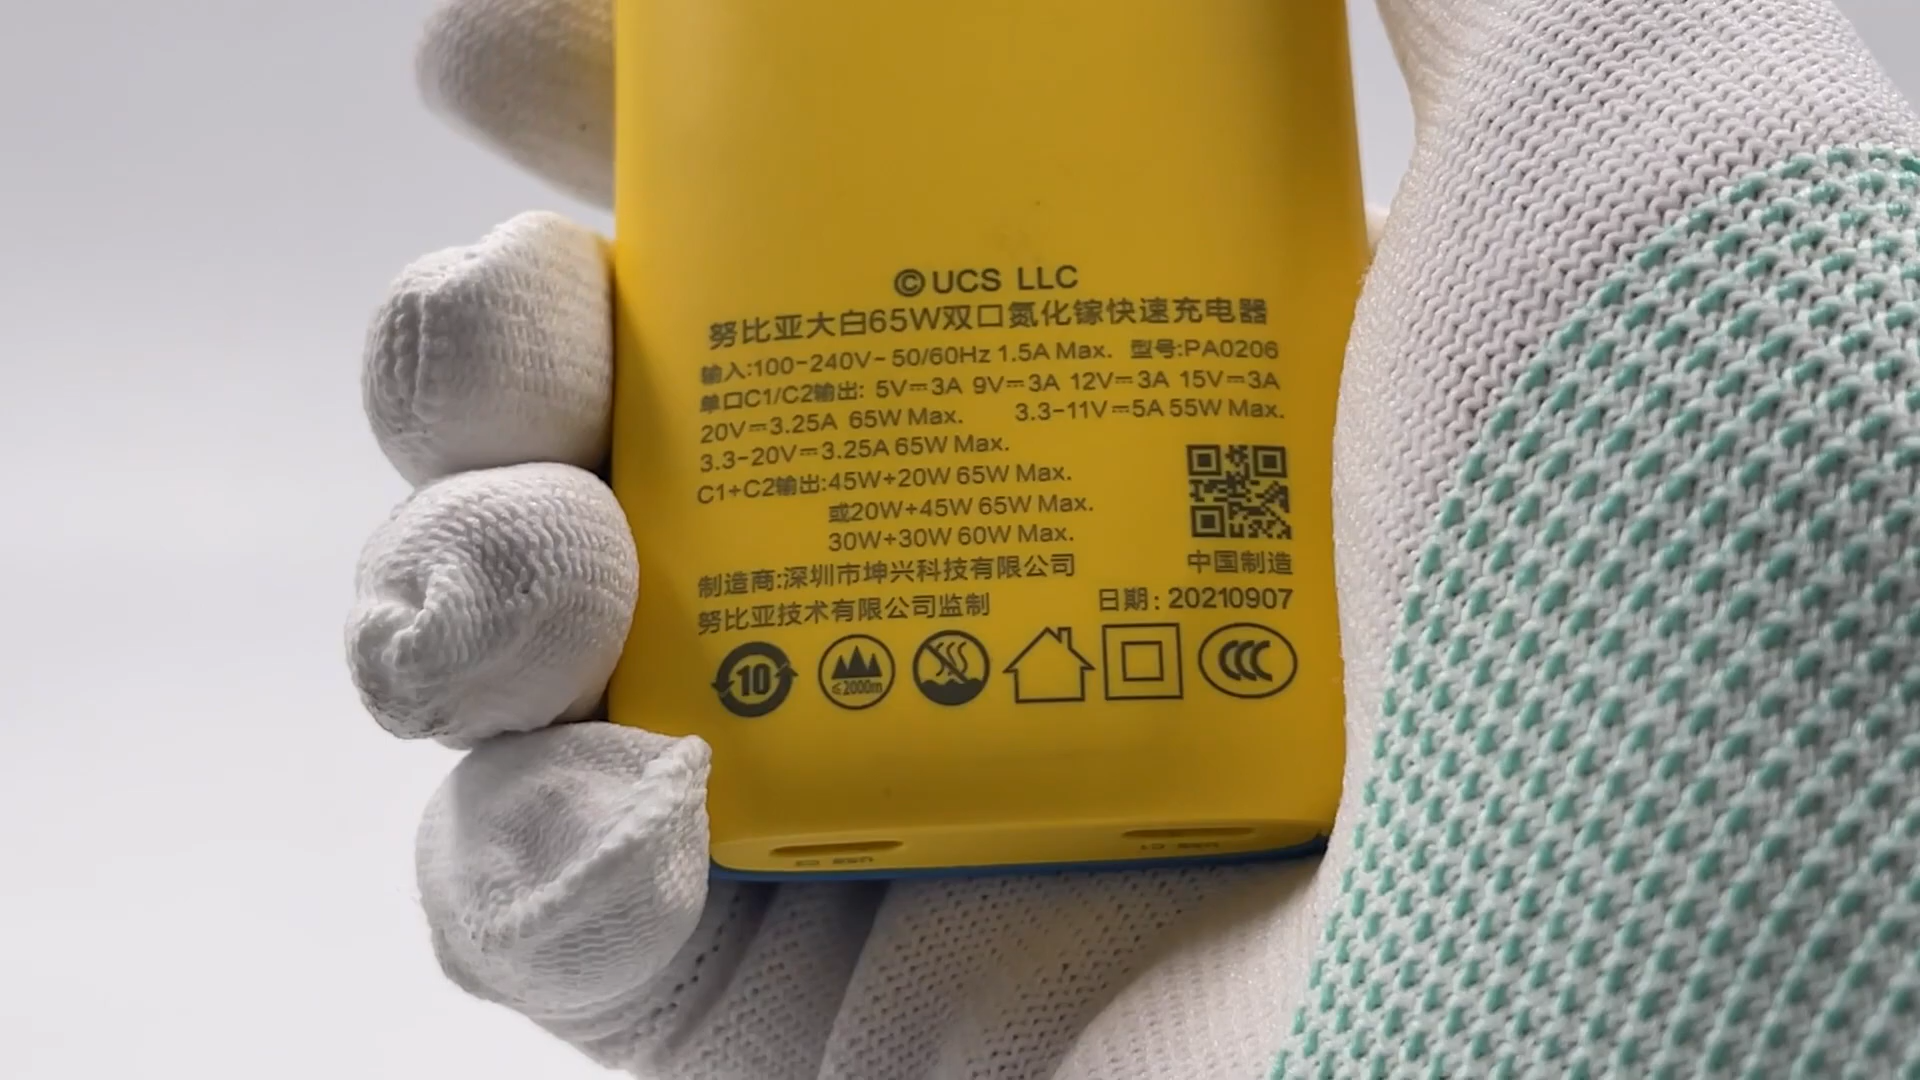 ©UCS LLC
努比亚大白65W双口氮化镓快速充电器
输入:100-240V~50/60Hz 1.5A Max. 型号:PA0206
单口C1/C2输出: 5V⎓3A 9V⎓3A 12V⎓3A 15V⎓3A
20V⎓3.25A 65W Max. 3.3-11V⎓5A 55W Max.
3.3-20V⎓3.25A 65W Max.
C1+C2输出:45W+20W 65W Max.
或20W+45W 65W Max.
30W+30W 60W Max.
中国制造
制造商:深圳市坤兴科技有限公司
努比亚技术有限公司监制 日期: 20210907
10
≤2000m
CCC
USB C2
USB C1